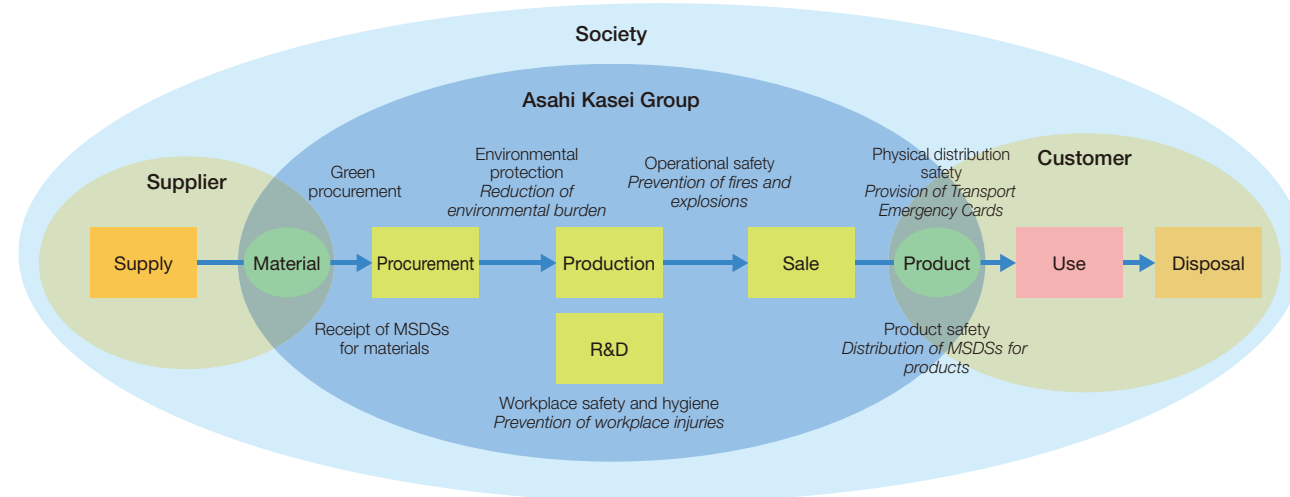 Society
Asahi Kasei Group
Supplier
Customer
Green
procurement
Environmental
protection
Reduction of
environmental burden
Operational safety
Prevention of fires and
explosions
Physical distribution
safety
Provision of Transport
Emergency Cards
Supply
Material
Procurement
Production
Sale
Product
Use
Disposal
Receipt of MSDSs
for materials
R&D
Product safety
Distribution of MSDSs for
products
Workplace safety and hygiene
Prevention of workplace injuries